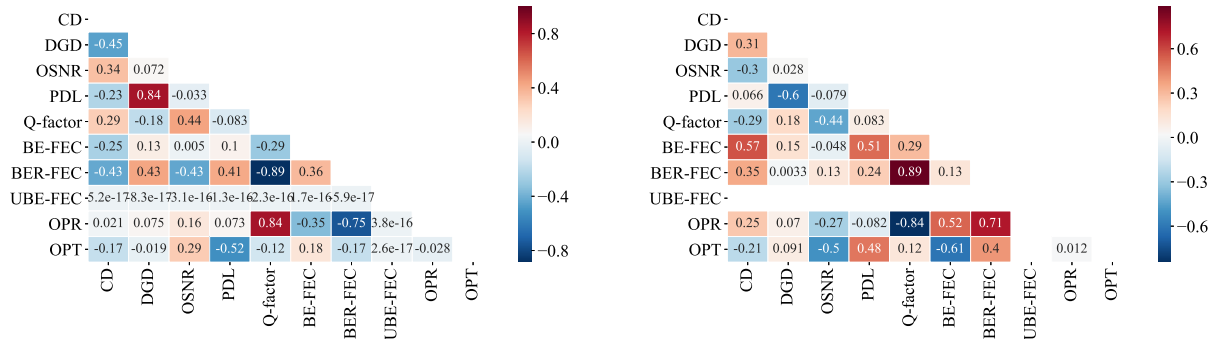 CD
DGD -0.45
OSNR 0.34 0.072
PDL -0.23 0.84 -0.033
Q-factor 0.29 -0.18 0.44 -0.083
BE-FEC -0.25 0.13 0.005 0.1 -0.29
BER-FEC -0.43 0.43 -0.43 0.41 -0.89 0.36
UBE-FEC -5.2e-17 -8.3e-17 -3.1e-16 -1.3e-16 -2.3e-16 -1.7e-16 -5.9e-17
OPR 0.021 0.075 0.16 0.073 0.84 -0.35 -0.75 3.8e-16
OPT -0.17 -0.019 0.29 -0.52 -0.12 0.18 -0.17 2.6e-17 -0.028
CD DGD OSNR PDL Q-factor BE-FEC BER-FEC UBE-FEC OPR OPT
0.8
0.4
0.0
−0.4
−0.8
CD
DGD 0.31
OSNR -0.3 0.028
PDL 0.066 -0.6 -0.079
Q-factor -0.29 0.18 -0.44 0.083
BE-FEC 0.57 0.15 -0.048 0.51 0.29
BER-FEC 0.35 0.0033 0.13 0.24 0.89 0.13
UBE-FEC
OPR 0.25 0.07 -0.27 -0.082 -0.84 0.52 0.71
OPT -0.21 0.091 -0.5 0.48 0.12 -0.61 0.4 0.012
CD DGD OSNR PDL Q-factor BE-FEC BER-FEC UBE-FEC OPR OPT
0.6
0.3
0.0
−0.3
−0.6